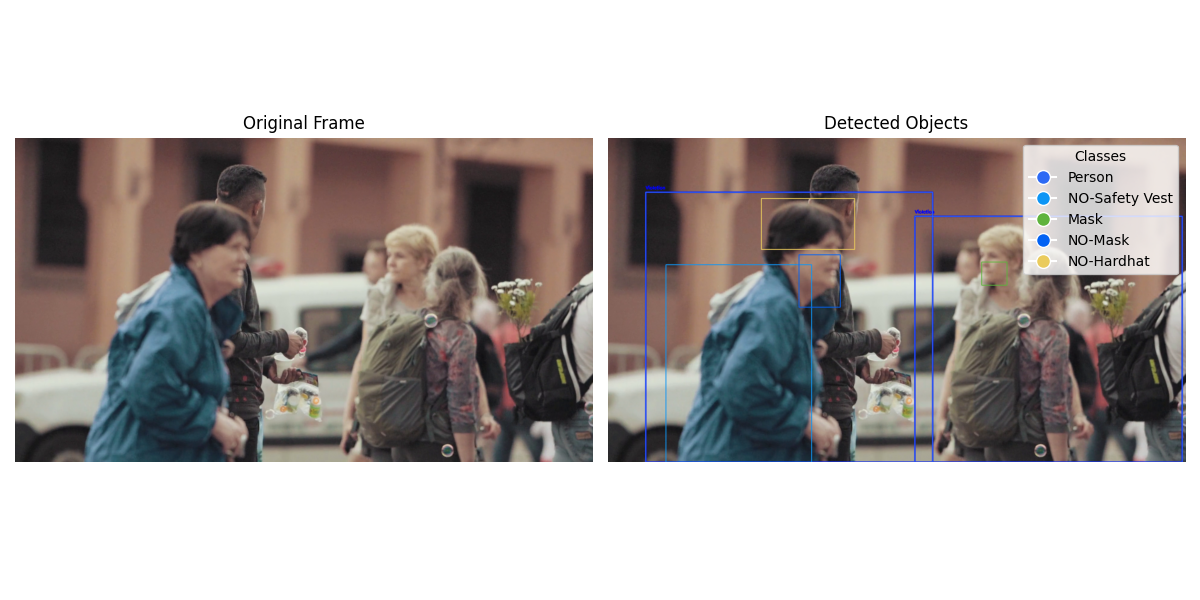 Original Frame
Detected Objects
Classes
Person
NO-Safety Vest
Mask
NO-Mask
NO-Hardhat